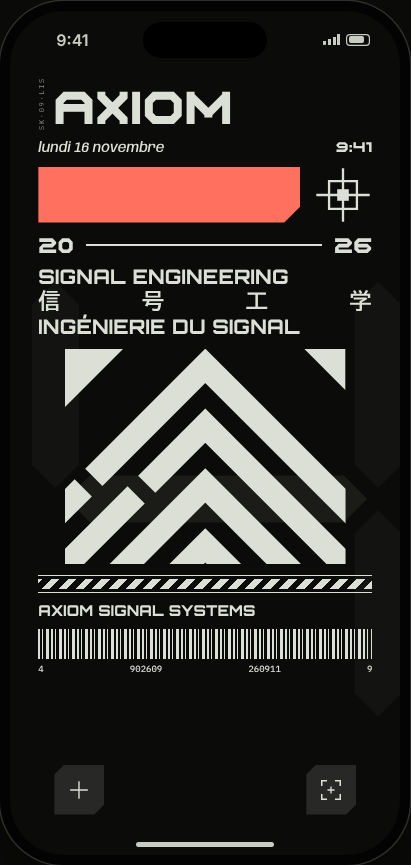 9:41
SK-09-LIS
AXIOM
lundi 16 novembre
9:41
20
26
SIGNAL ENGINEERING
信 号 工 学
INGÉNIERIE DU SIGNAL
AXIOM SIGNAL SYSTEMS
4 902609 260911 9